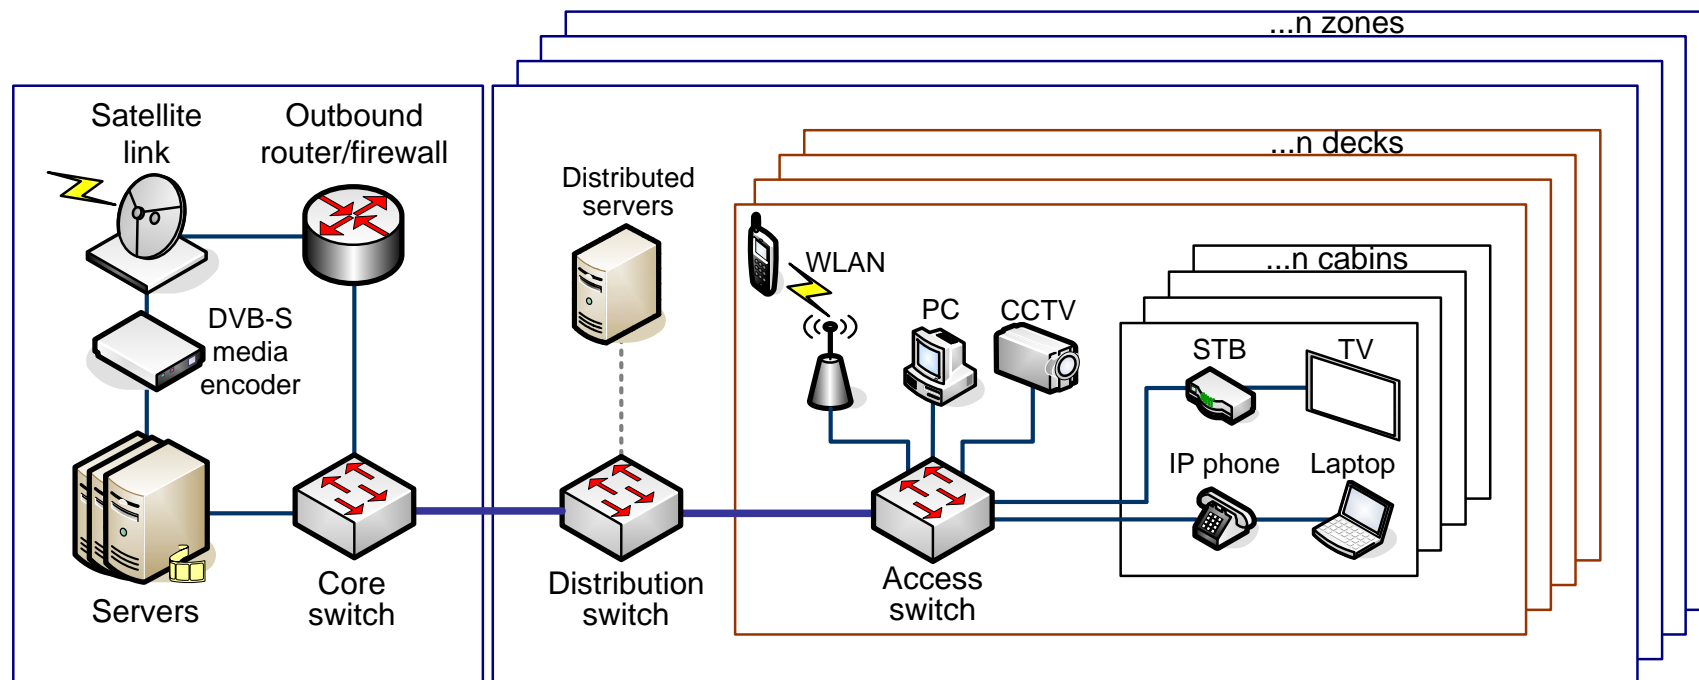 ...n zones
Satellite
link
Outbound
router/firewall
...n decks
Distributed
servers
WLAN
...n cabins
PC
CCTV
DVB-S
media
encoder
STB
TV
IP phone
Laptop
Servers
Core
switch
Distribution
switch
Access
switch